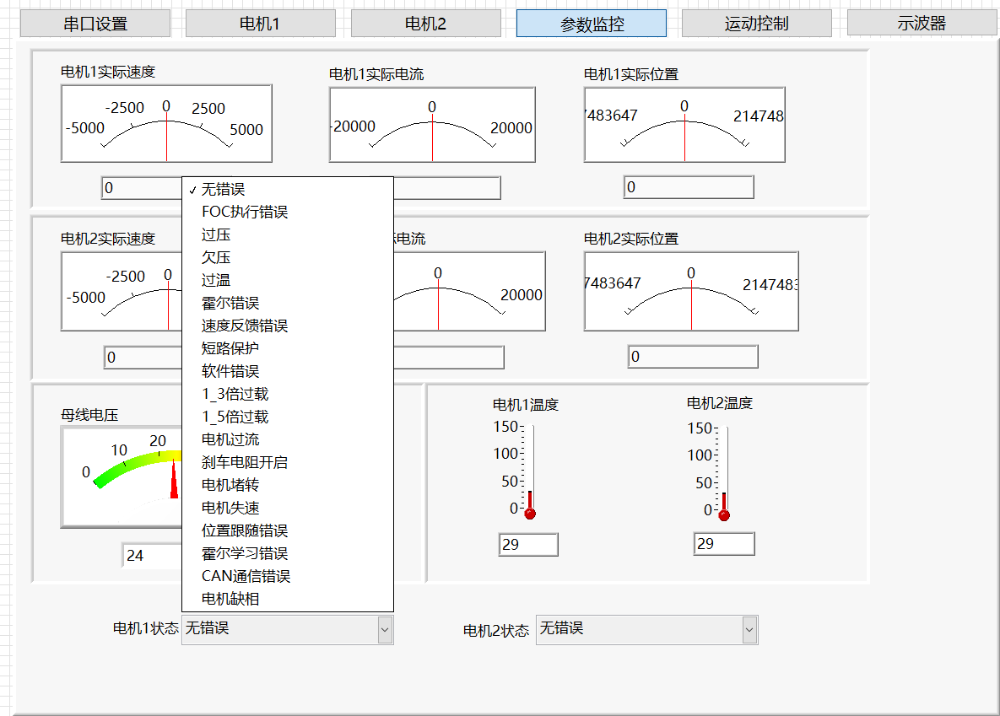 串口设置
电机1
电机2
参数监控
运动控制
示波器
电机1实际速度
-5000 -2500 0 2500 5000
0
电机1实际电流
-20000 0 20000
电机1实际位置
7483647 0 214748
0
电机2实际速度
-5000 -2500 0
0
电流
0 20000
电机2实际位置
7483647 0 2147483
0
母线电压
0 10 20
24
电机1温度
150
100
50
0
29
电机2温度
150
100
50
0
29
✓ 无错误
FOC执行错误
过压
欠压
过温
霍尔错误
速度反馈错误
短路保护
软件错误
1_3倍过载
1_5倍过载
电机过流
刹车电阻开启
电机堵转
电机失速
位置跟随错误
霍尔学习错误
CAN通信错误
电机缺相
电机1状态 无错误
电机2状态 无错误